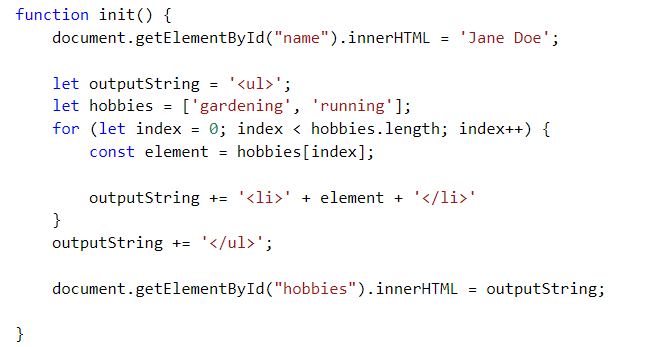 function init() {
    document.getElementById("name").innerHTML = 'Jane Doe';

    let outputString = '<ul>';
    let hobbies = ['gardening', 'running'];
    for (let index = 0; index < hobbies.length; index++) {
        const element = hobbies[index];

        outputString += '<li>' + element + '</li>'
    }
    outputString += '</ul>';

    document.getElementById("hobbies").innerHTML = outputString;

}